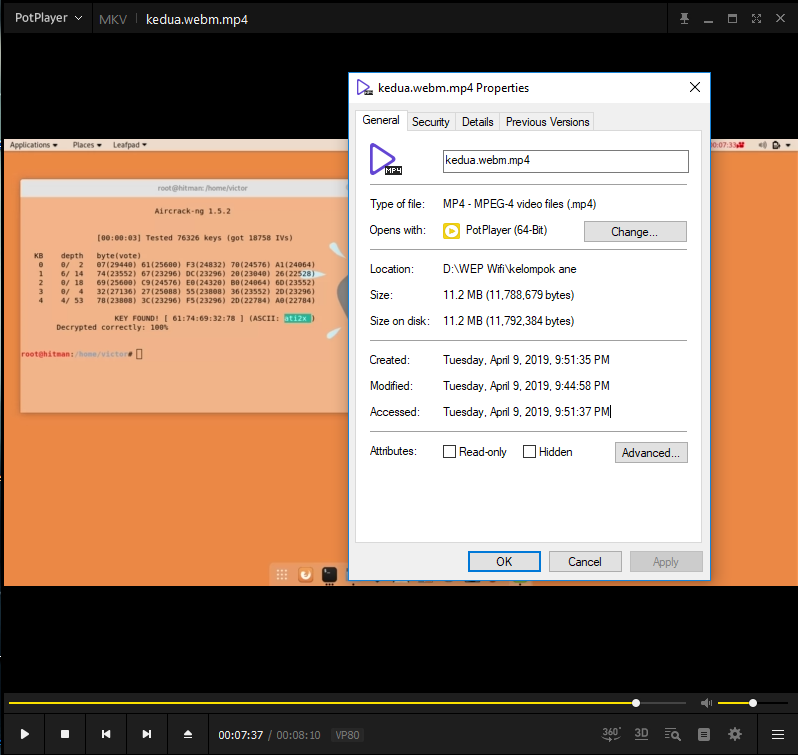 PotPlayer MKV kedua.webm.mp4
kedua.webm.mp4 Properties
General Security Details Previous Versions
MP4
kedua.webm.mp4
Type of file: MP4 - MPEG-4 video files (.mp4)
Opens with: PotPlayer (64-Bit) Change...
Location: D:\WEP Wifi\kelompok ane
Size: 11.2 MB (11,788,679 bytes)
Size on disk: 11.2 MB (11,792,384 bytes)
Created: Tuesday, April 9, 2019, 9:51:35 PM
Modified: Tuesday, April 9, 2019, 9:44:58 PM
Accessed: Tuesday, April 9, 2019, 9:51:37 PM
Attributes: Read-only Hidden Advanced...
OK Cancel Apply
Applications Places Leafpad
:07:33
root@hitman: /home/victor
Aircrack-ng 1.5.2
[00:00:03] Tested 76326 keys (got 18758 IVs)
KB depth byte(vote)
0 0/ 2 07(29440) 61(25600) F3(24832) 70(24576) A1(24064)
1 6/ 14 74(23552) 67(23296) DC(23296) 20(23040) 26(22528)
2 0/ 18 69(25600) C9(24576) E0(24320) B0(24064) 6D(23552)
3 0/ 4 32(27136) 27(25088) 55(23808) 36(23552) 2D(23296)
4 4/ 53 78(23808) 3C(23296) F5(23296) 2D(22784) A0(22784)
KEY FOUND! [ 61:74:69:32:78 ] (ASCII: ati2x )
Decrypted correctly: 100%
root@hitman:/home/victor#
00:07:37 / 00:08:10 VP80
360° 3D